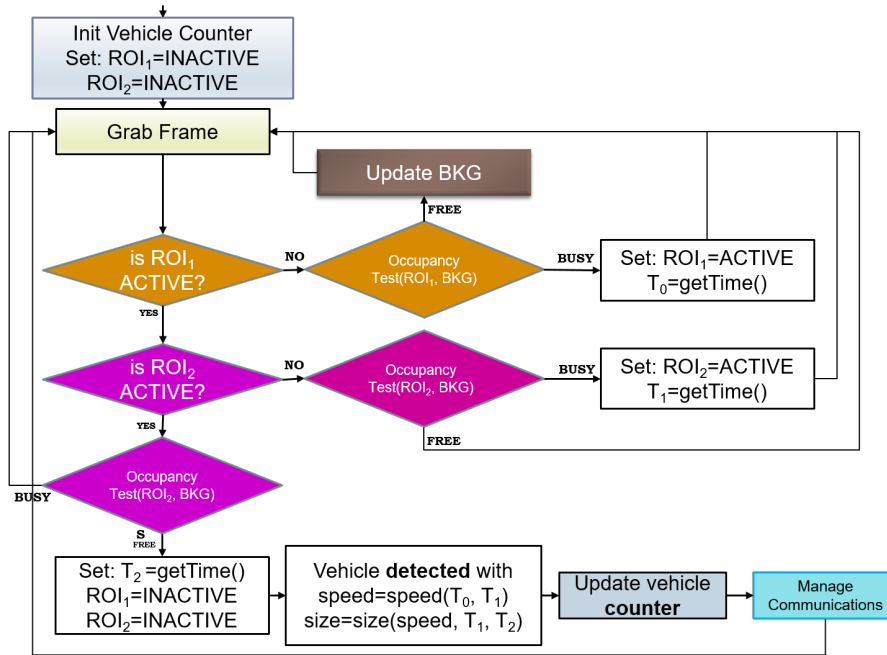 Init Vehicle Counter
Set: ROI₁=INACTIVE
ROI₂=INACTIVE
Grab Frame
Update BKG
FREE
is ROI₁
ACTIVE?
NO
Occupancy
Test(ROI₁, BKG)
BUSY
Set: ROI₁=ACTIVE
T₀=getTime()
YES
is ROI₂
ACTIVE?
NO
Occupancy
Test(ROI₂, BKG)
BUSY
Set: ROI₂=ACTIVE
T₁=getTime()
YES
FREE
Occupancy
Test(ROI₂, BKG)
BUSY
S
FREE
Set: T₂=getTime()
ROI₁=INACTIVE
ROI₂=INACTIVE
Vehicle detected with
speed=speed(T₀, T₁)
size=size(speed, T₁, T₂)
Update vehicle
counter
Manage
Communications